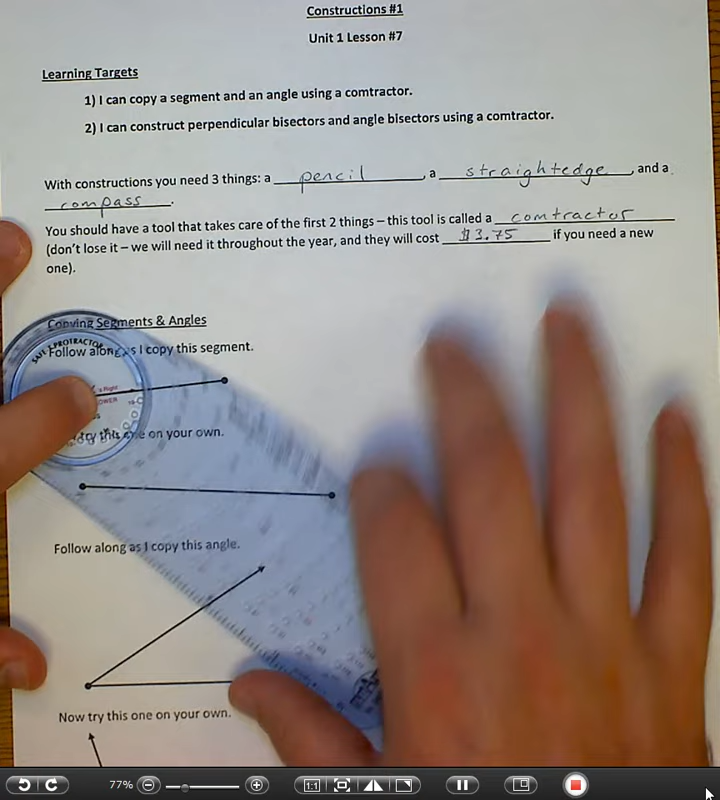 Constructions #1
Unit 1 Lesson #7
Learning Targets
1) I can copy a segment and an angle using a comtractor.
2) I can construct perpendicular bisectors and angle bisectors using a comtractor.
With constructions you need 3 things: a pencil, a straightedge, and a
compass.
You should have a tool that takes care of the first 2 things – this tool is called a comtractor
(don't lose it – we will need it throughout the year, and they will cost $3.75 if you need a new
one).
Copying Segments & Angles
SAFE-T PROTRACTOR
Follow along as I copy this segment.
try this one on your own.
Follow along as I copy this angle.
Now try this one on your own.
77%
1:1